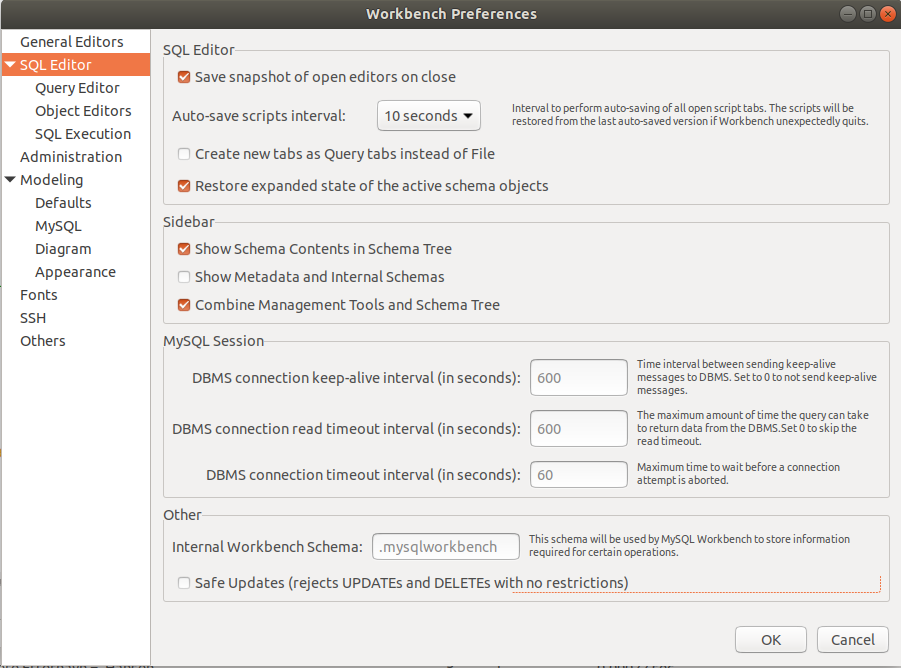 Workbench Preferences
General Editors
SQL Editor
Query Editor
Object Editors
SQL Execution
Administration
Modeling
Defaults
MySQL
Diagram
Appearance
Fonts
SSH
Others
SQL Editor
Save snapshot of open editors on close
Auto-save scripts interval:
10 seconds
Interval to perform auto-saving of all open script tabs. The scripts will be
restored from the last auto-saved version if Workbench unexpectedly quits.
Create new tabs as Query tabs instead of File
Restore expanded state of the active schema objects
Sidebar
Show Schema Contents in Schema Tree
Show Metadata and Internal Schemas
Combine Management Tools and Schema Tree
MySQL Session
DBMS connection keep-alive interval (in seconds):
600
Time interval between sending keep-alive
messages to DBMS. Set to 0 to not send keep-alive
messages.
DBMS connection read timeout interval (in seconds):
600
The maximum amount of time the query can take
to return data from the DBMS.Set 0 to skip the
read timeout.
DBMS connection timeout interval (in seconds):
60
Maximum time to wait before a connection
attempt is aborted.
Other
Internal Workbench Schema:
.mysqlworkbench
This schema will be used by MySQL Workbench to store information
required for certain operations.
Safe Updates (rejects UPDATEs and DELETEs with no restrictions)
OK
Cancel